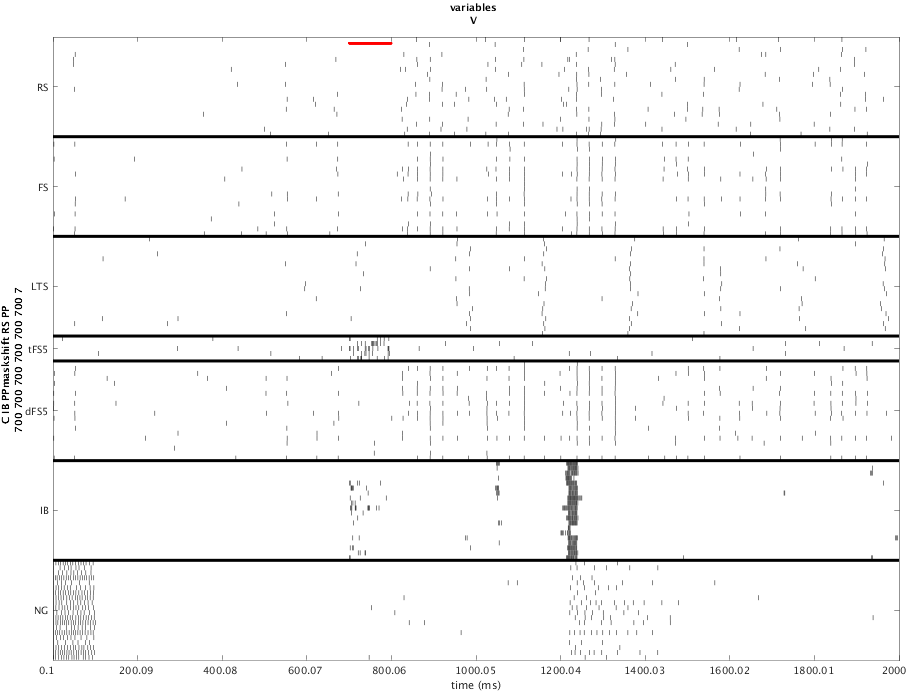 variables
V
RS
FS
LTS
tFS5
dFS5
IB
NG
C IB PPmaskshift RS PP
700 700 700 700 700 700 7
0.1 200.09 400.08 600.07 800.06 1000.05 1200.04 1400.03 1600.02 1800.01 2000
time (ms)